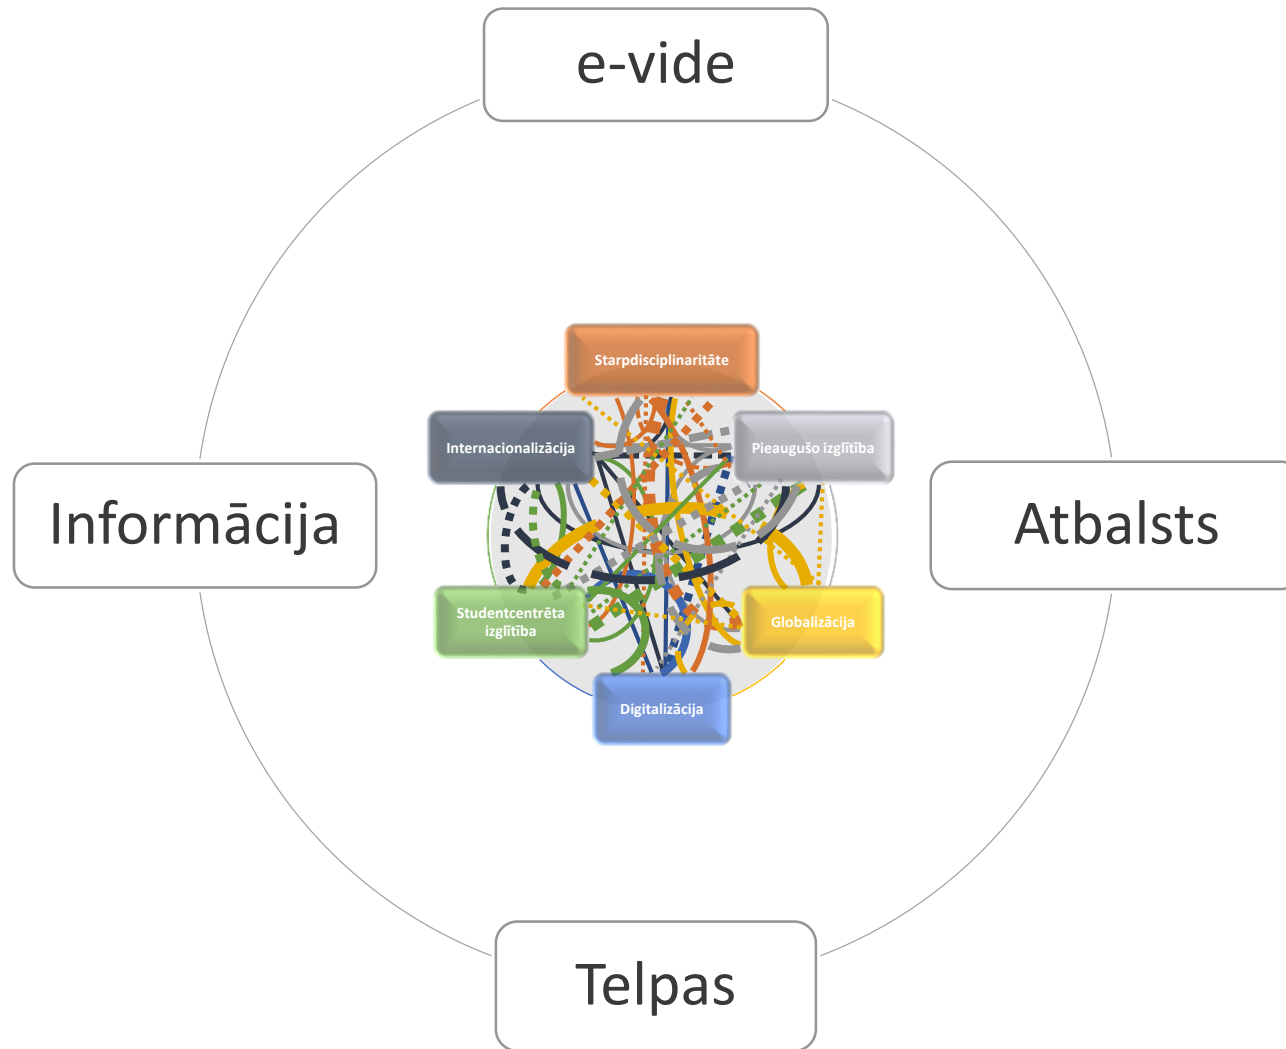 e-vide
Starpdisciplinaritāte
Internacionalizācija
Pieaugušo izglītība
Informācija
Atbalsts
Studentcentrēta
izglītība
Globalizācija
Digitalizācija
Telpas